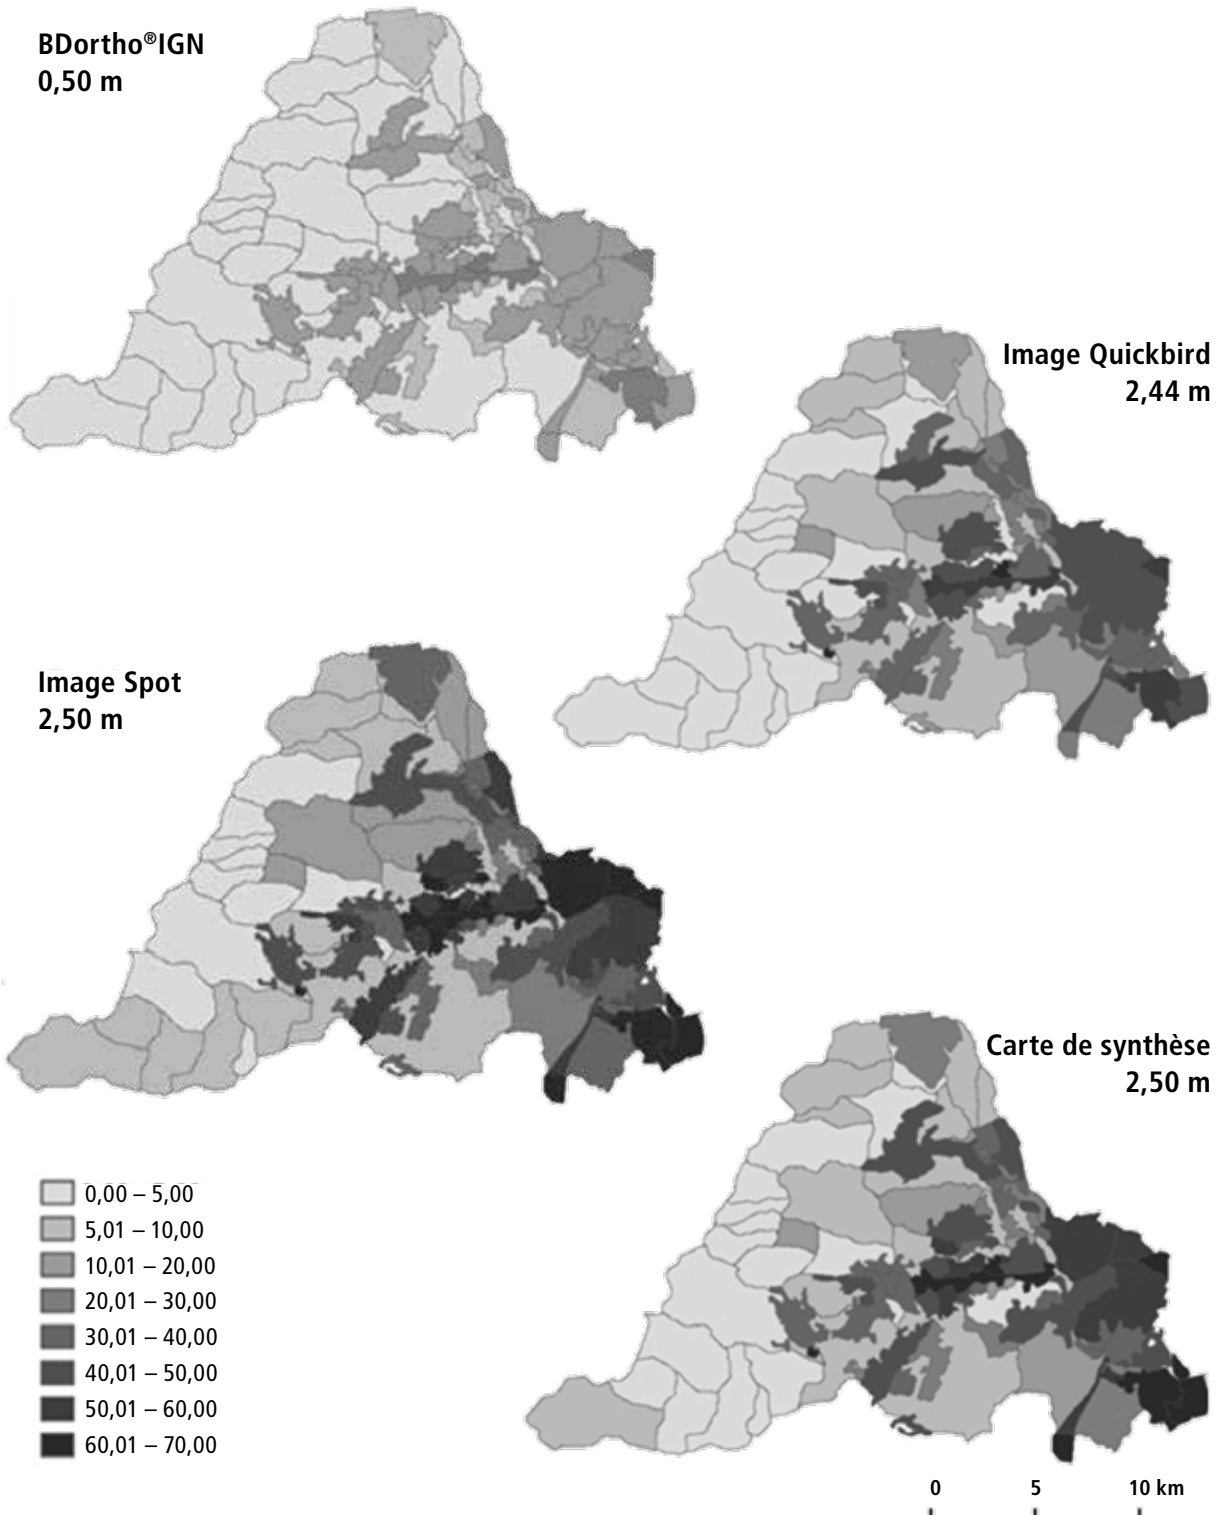 BDortho®IGN
0,50 m
Image Quickbird
2,44 m
Image Spot
2,50 m
Carte de synthèse
2,50 m
0,00 – 5,00
5,01 – 10,00
10,01 – 20,00
20,01 – 30,00
30,01 – 40,00
40,01 – 50,00
50,01 – 60,00
60,01 – 70,00
0 5 10 km